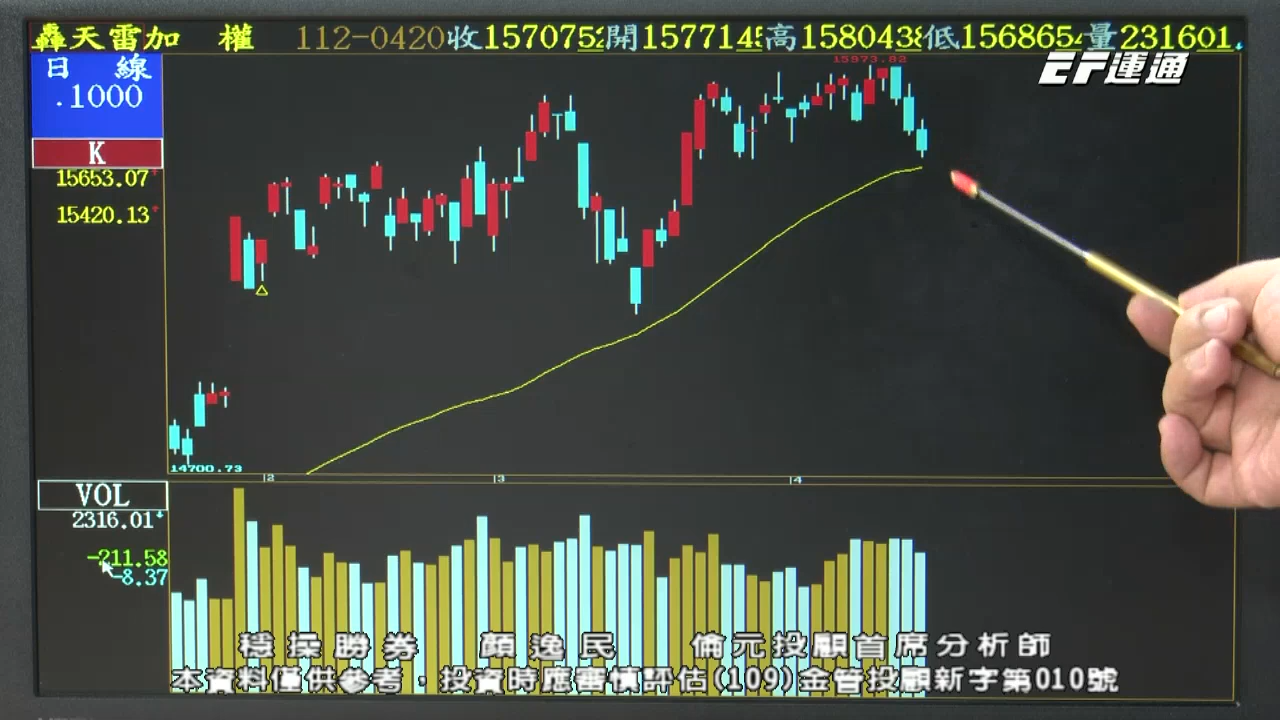 轟天雷加 權 112-0420收1570752開1577145高1580438低1568654量231601
日 線
.1000
K
15653.07
15420.13
15973.82
EF運通
14700.73
2
3
4
VOL
2316.01
-211.58
-8.37
穩操勝券 顏逸民 倫元投顧首席分析師
本資料僅供參考,投資時應審慎評估(109)金管投顧新字第010號